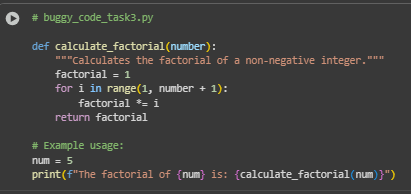 # buggy_code_task3.py

def calculate_factorial(number):
    """Calculates the factorial of a non-negative integer."""
    factorial = 1
    for i in range(1, number + 1):
        factorial *= i
    return factorial

# Example usage:
num = 5
print(f"The factorial of {num} is: {calculate_factorial(num)}")